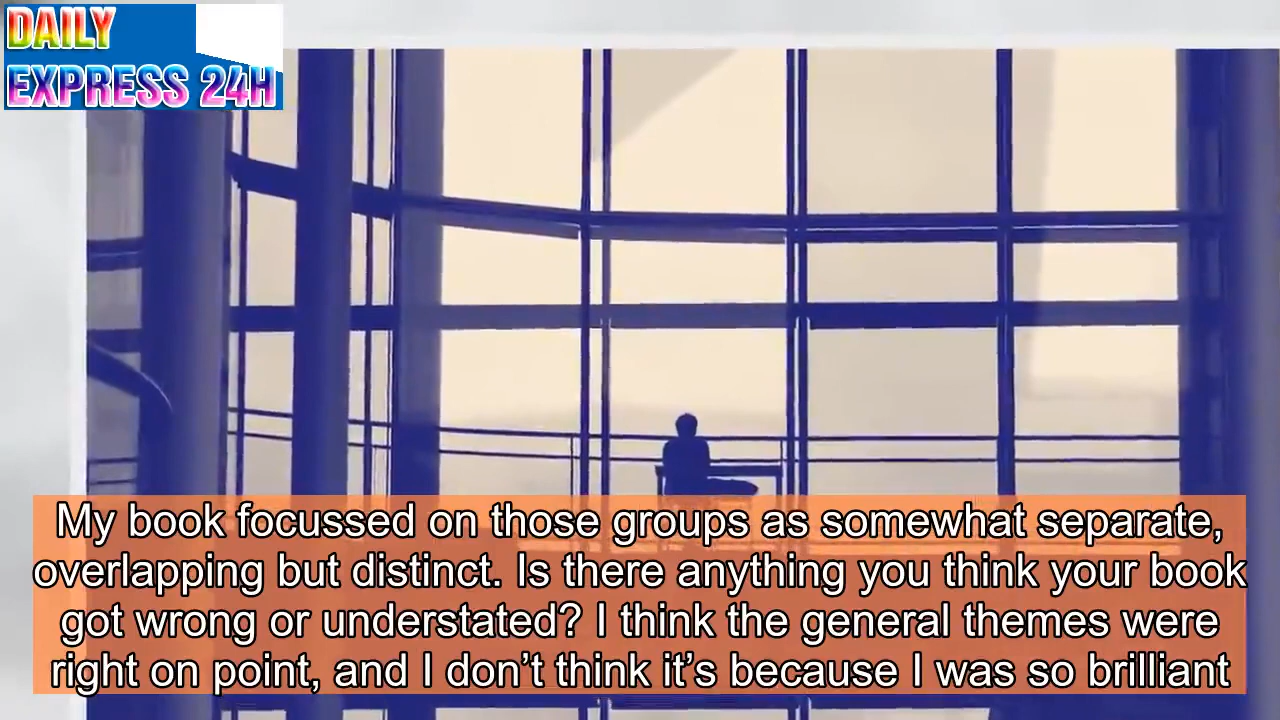 DAILY
EXPRESS 24H
My book focussed on those groups as somewhat separate,
overlapping but distinct. Is there anything you think your book
got wrong or understated? I think the general themes were
right on point, and I don’t think it’s because I was so brilliant